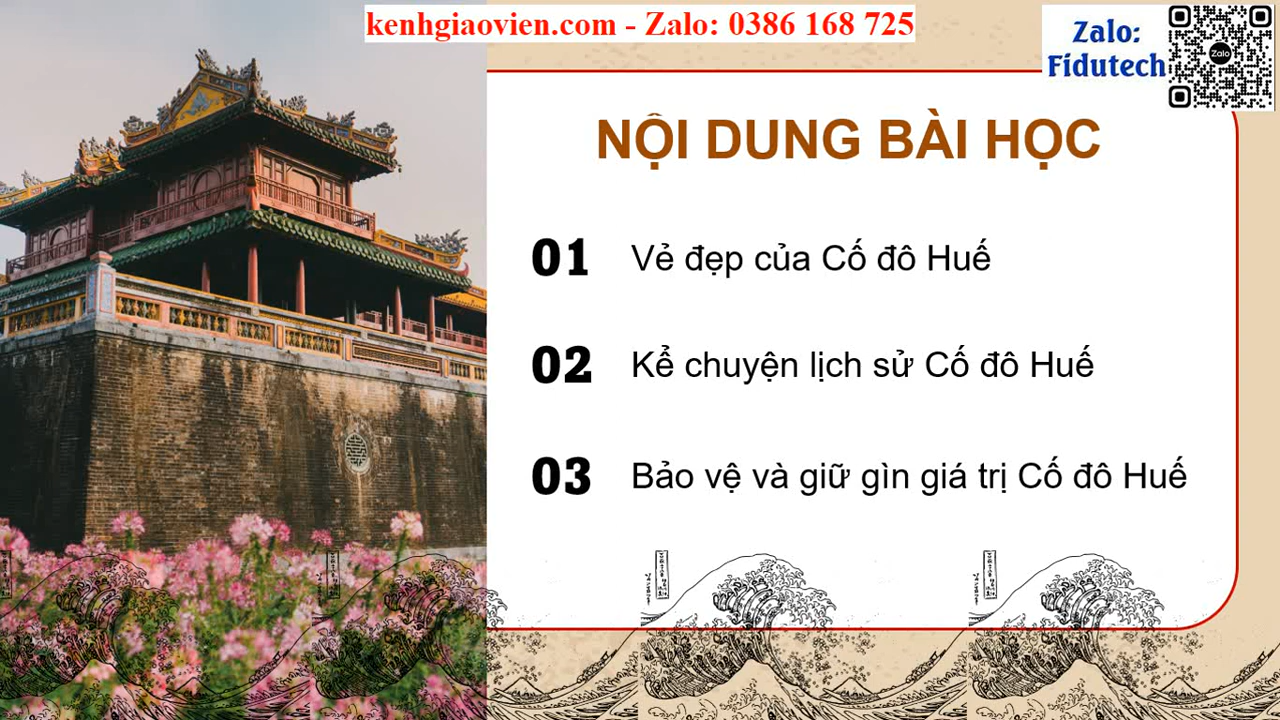 kenhgiaovien.com - Zalo: 0386 168 725
Zalo:
Fidutech
Zalo
NỘI DUNG BÀI HỌC
01 Vẻ đẹp của Cố đô Huế
02 Kể chuyện lịch sử Cố đô Huế
03 Bảo vệ và giữ gìn giá trị Cố đô Huế